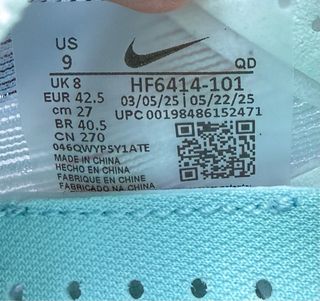 US
9
QD
UK 8
EUR 42.5
cm 27
BR 40.5
CN 270
HF6414-101
03/05/25 | 05/22/25
UPC 00198486152471
046QWYPSY1ATE
MADE IN CHINA
HECHO EN CHINA
FABRIQUE EN CHINE
FABRICADO NA CHINA